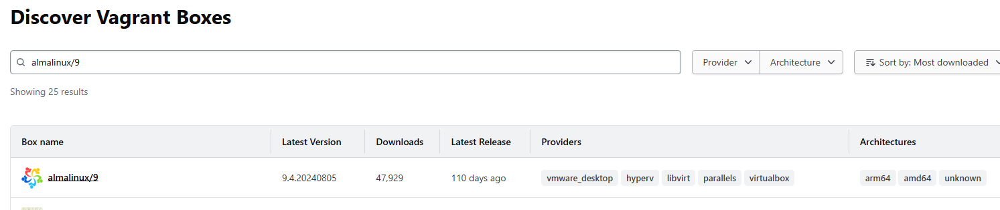 Discover Vagrant Boxes
almalinux/9 Provider Architecture Sort by: Most downloaded
Showing 25 results
Box name Latest Version Downloads Latest Release Providers Architectures
almalinux/9 9.4.20240805 47,929 110 days ago vmware_desktop hyperv libvirt parallels virtualbox arm64 amd64 unknown